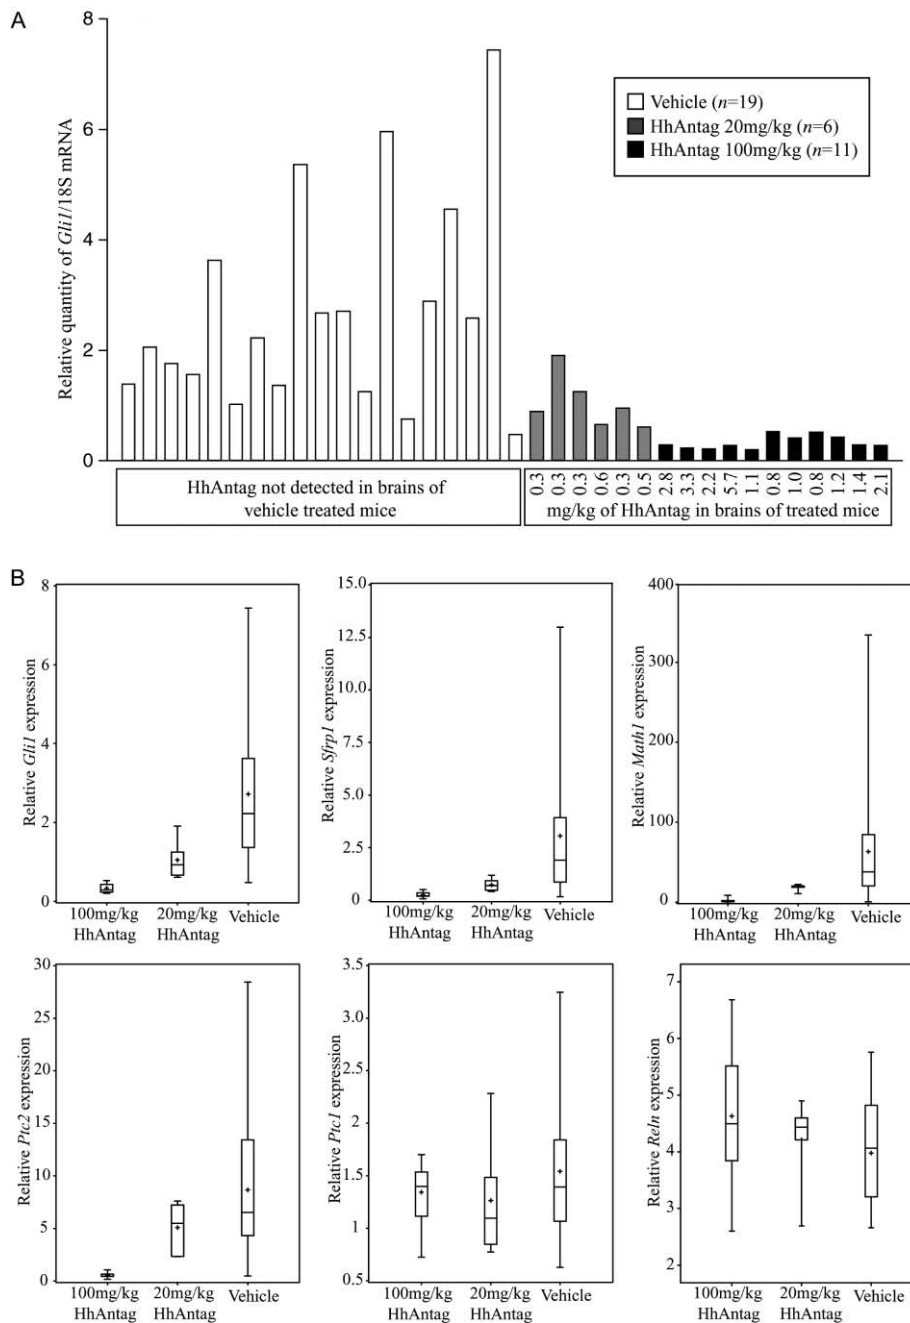 A
8
6
4
2
0
Relative quantity of Gli1/18S mRNA
Vehicle (n=19)
HhAntag 20mg/kg (n=6)
HhAntag 100mg/kg (n=11)
HhAntag not detected in brains of
vehicle treated mice
0.3 0.3 0.3 0.6 0.3 0.5 2.8 3.3 2.2 5.7 1.1 0.8 1.0 0.8 1.2 1.4 2.1
mg/kg of HhAntag in brains of treated mice
B
8
6
4
2
0
Relative Gli1 expression
100mg/kg 20mg/kg Vehicle
HhAntag HhAntag
15.0
12.5
10.0
7.5
5.0
2.5
0
Relative Sfrp1 expression
100mg/kg 20mg/kg Vehicle
HhAntag HhAntag
400
300
200
100
0
Relative Math1 expression
100mg/kg 20mg/kg Vehicle
HhAntag HhAntag
30
25
20
15
10
5
0
Relative Ptc2 expression
100mg/kg 20mg/kg Vehicle
HhAntag HhAntag
3.5
3.0
2.5
2
1.5
1
0.5
Relative Ptc1 expression
100mg/kg 20mg/kg Vehicle
HhAntag HhAntag
7
6
5
4
3
2
Relative Reln expression
100mg/kg 20mg/kg Vehicle
HhAntag HhAntag